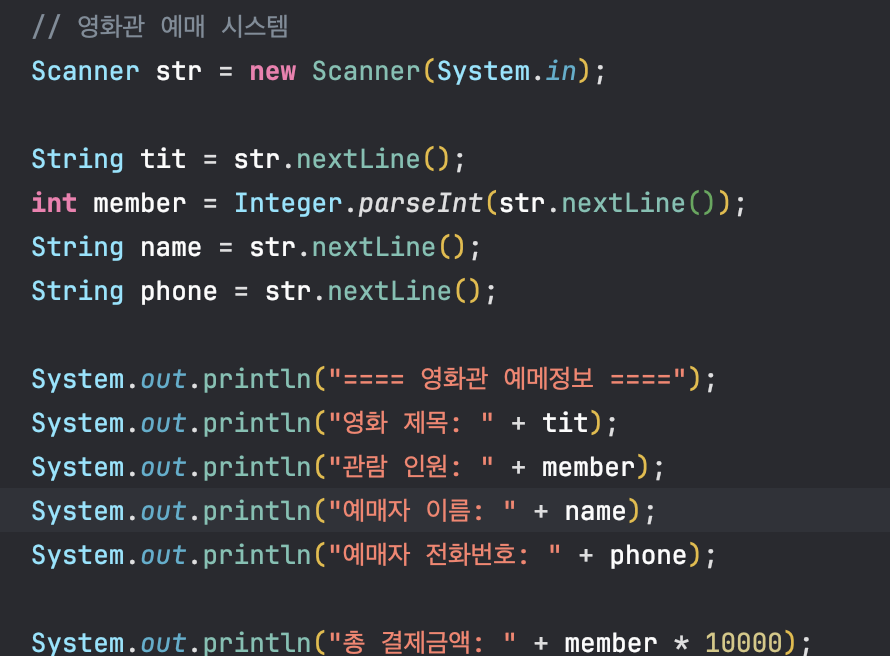 // 영화관 예매 시스템
Scanner str = new Scanner(System.in);
String tit = str.nextLine();
int member = Integer.parseInt(str.nextLine());
String name = str.nextLine();
String phone = str.nextLine();
System.out.println("==== 영화관 예메정보 ====");
System.out.println("영화 제목: " + tit);
System.out.println("관람 인원: " + member);
System.out.println("예매자 이름: " + name);
System.out.println("예매자 전화번호: " + phone);
System.out.println("총 결제금액: " + member * 10000);